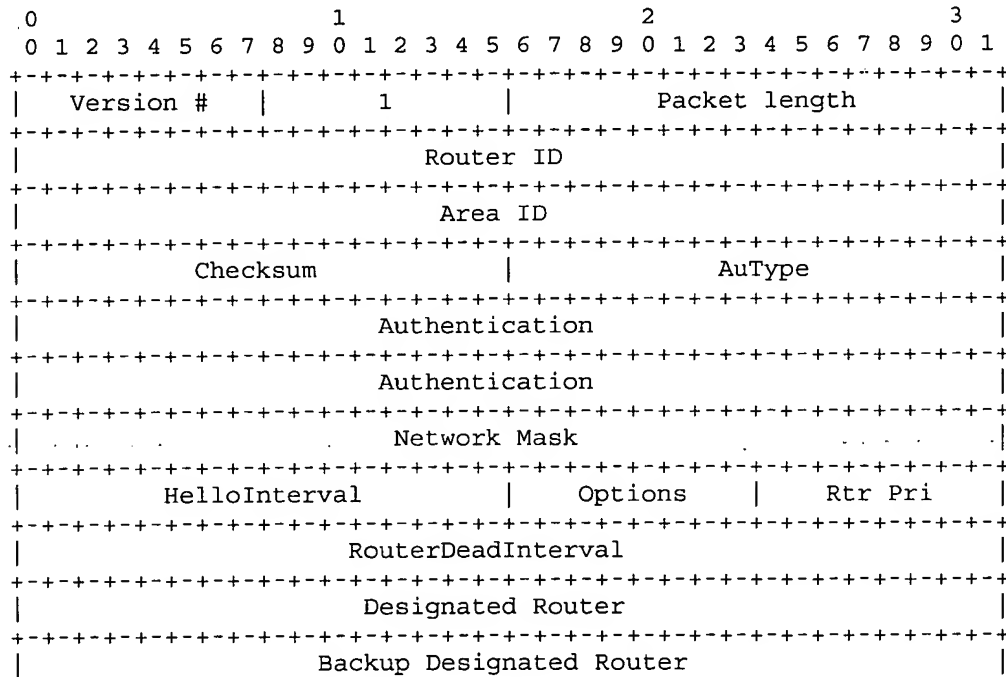 0                   1                   2                   3
0 1 2 3 4 5 6 7 8 9 0 1 2 3 4 5 6 7 8 9 0 1 2 3 4 5 6 7 8 9 0 1
+-+-+-+-+-+-+-+-+-+-+-+-+-+-+-+-+-+-+-+-+-+-+-+-+-+-+-+-+-+-+-+-+
|   Version #   |       1       |         Packet length         |
+-+-+-+-+-+-+-+-+-+-+-+-+-+-+-+-+-+-+-+-+-+-+-+-+-+-+-+-+-+-+-+-+
|                          Router ID                            |
+-+-+-+-+-+-+-+-+-+-+-+-+-+-+-+-+-+-+-+-+-+-+-+-+-+-+-+-+-+-+-+-+
|                           Area ID                             |
+-+-+-+-+-+-+-+-+-+-+-+-+-+-+-+-+-+-+-+-+-+-+-+-+-+-+-+-+-+-+-+-+
|           Checksum            |             AuType            |
+-+-+-+-+-+-+-+-+-+-+-+-+-+-+-+-+-+-+-+-+-+-+-+-+-+-+-+-+-+-+-+-+
|                       Authentication                          |
+-+-+-+-+-+-+-+-+-+-+-+-+-+-+-+-+-+-+-+-+-+-+-+-+-+-+-+-+-+-+-+-+
|                       Authentication                          |
+-+-+-+-+-+-+-+-+-+-+-+-+-+-+-+-+-+-+-+-+-+-+-+-+-+-+-+-+-+-+-+-+
|                        Network Mask                           |
+-+-+-+-+-+-+-+-+-+-+-+-+-+-+-+-+-+-+-+-+-+-+-+-+-+-+-+-+-+-+-+-+
|         HelloInterval         |    Options    |    Rtr Pri    |
+-+-+-+-+-+-+-+-+-+-+-+-+-+-+-+-+-+-+-+-+-+-+-+-+-+-+-+-+-+-+-+-+
|                     RouterDeadInterval                        |
+-+-+-+-+-+-+-+-+-+-+-+-+-+-+-+-+-+-+-+-+-+-+-+-+-+-+-+-+-+-+-+-+
|                      Designated Router                        |
+-+-+-+-+-+-+-+-+-+-+-+-+-+-+-+-+-+-+-+-+-+-+-+-+-+-+-+-+-+-+-+-+
|                   Backup Designated Router                    |